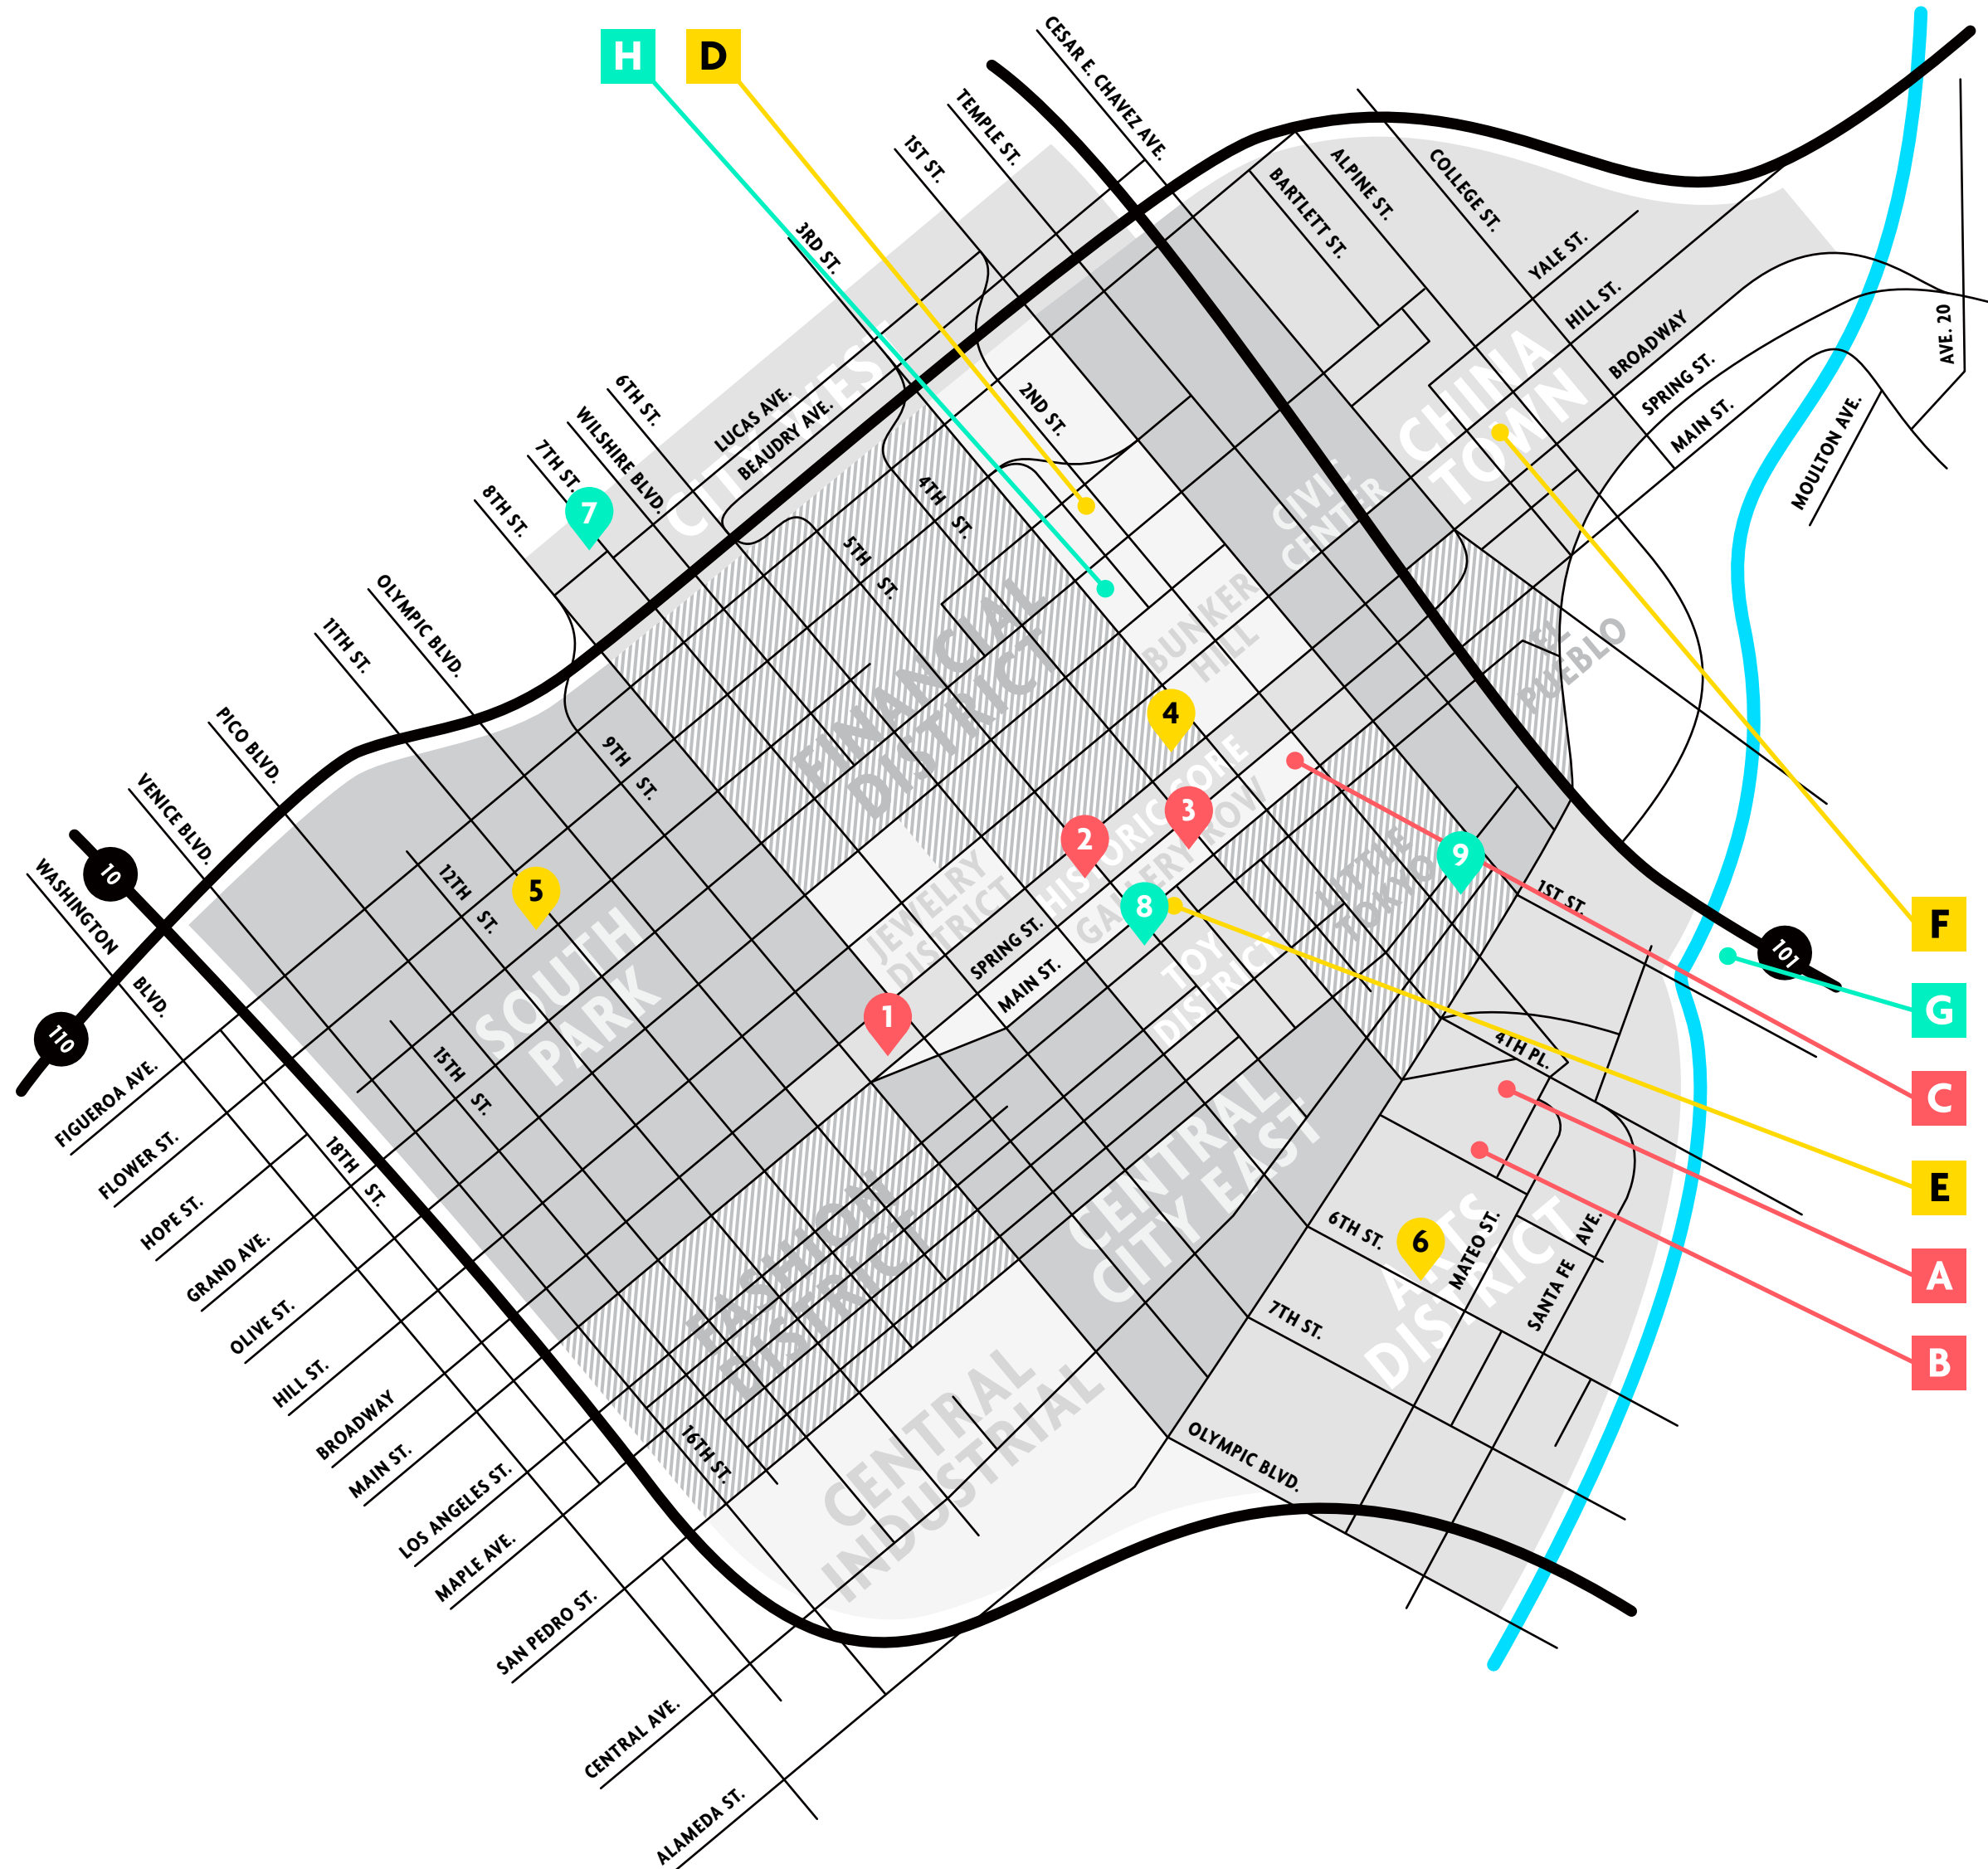 H
D
CESAR E. CHAVEZ AVE.
TEMPLE ST.
1ST ST.
3RD ST.
BARTLETT ST.
ALPINE ST.
COLLEGE ST.
YALE ST.
HILL ST.
BROADWAY
SPRING ST.
MAIN ST.
AVE. 20
MOULTON AVE.
CHINA
TOWN
2ND ST.
6TH ST.
WILSHIRE BLVD.
7TH ST.
8TH ST.
LUCAS AVE.
BEAUDRY AVE.
CITY WEST
7
4TH ST.
5TH ST.
CIVIC
CENTER
OLYMPIC BLVD.
11TH ST.
PICO BLVD.
VENICE BLVD.
WASHINGTON BLVD.
10
110
FINANCIAL
DISTRICT
BUNKER
HILL
EL
PUEBLO
4
9TH ST.
3
2
HISTORIC CORE
GALLERY ROW
LITTLE
TOKYO
9
1ST ST.
101
F
G
C
E
A
B
12TH ST.
5
SOUTH
PARK
JEWELRY
DISTRICT
SPRING ST.
MAIN ST.
8
TOY
DISTRICT
1
4TH PL.
15TH ST.
18TH ST.
FIGUEROA AVE.
FLOWER ST.
HOPE ST.
GRAND AVE.
OLIVE ST.
HILL ST.
BROADWAY
MAIN ST.
LOS ANGELES ST.
MAPLE AVE.
SAN PEDRO ST.
CENTRAL AVE.
ALAMEDA ST.
FASHION
DISTRICT
16TH ST.
CENTRAL
CITY EAST
CENTRAL
INDUSTRIAL
6TH ST.
7TH ST.
OLYMPIC BLVD.
6
ARTS
DISTRICT
MATEO ST.
SANTA FE AVE.